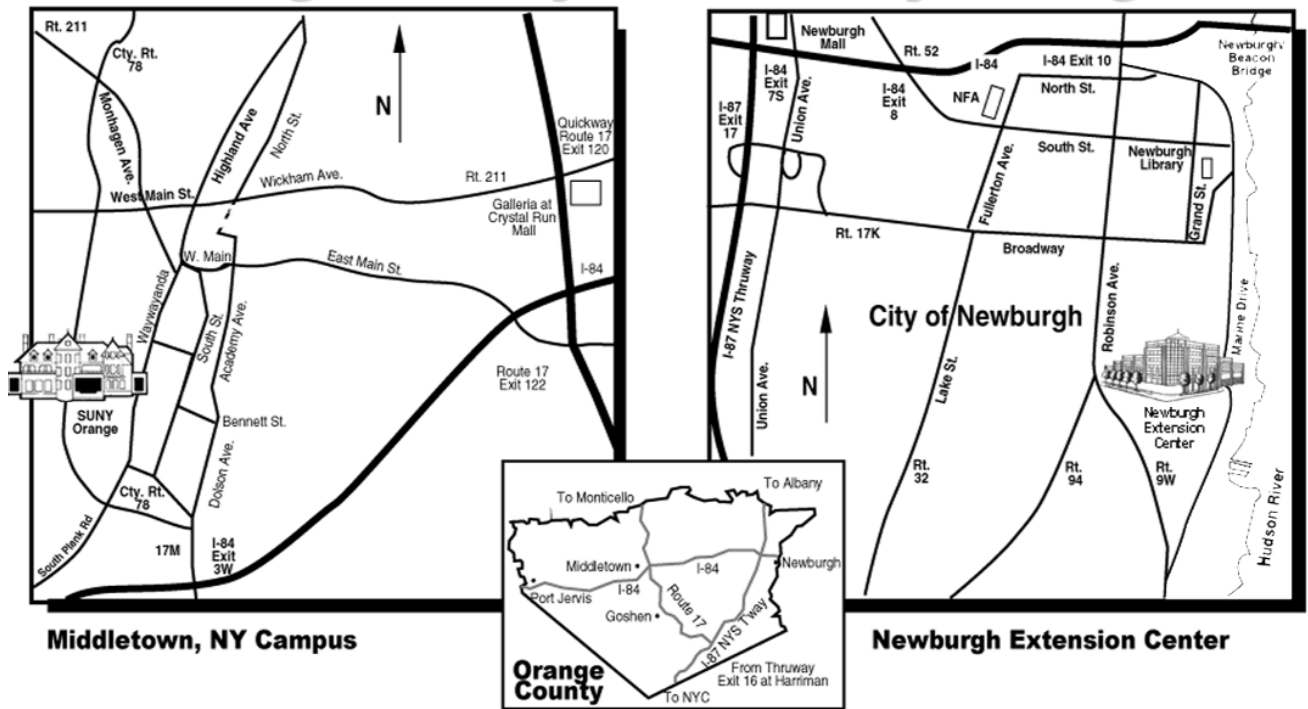 Rt. 211
Cty. Rt.
78
Monhagen Ave.
Highland Ave
North St.
N
Quickway
Route 17
Exit 120
West Main St.
Wickham Ave.
Rt. 211
Galleria at
Crystal Run
Mall
W. Main
East Main St.
I-84
Waywayanda
South St.
Academy Ave.
Route 17
Exit 122
SUNY
Orange
Bennett St.
Dolson Ave.
Cty. Rt.
78
South Plank Rd
17M
I-84
Exit
3W
Middletown, NY Campus
Newburgh
Mall
Rt. 52
I-84
I-84 Exit 10
Newburgh/
Beacon
Bridge
I-84
Exit
7S
Union Ave.
I-84
Exit
8
NFA
North St.
I-87
Exit
17
South St.
Newburgh
Library
Fullerton Ave.
Grand St.
Rt. 17K
Broadway
I-87 NYS Thruway
City of Newburgh
Robinson Ave.
Marine Drive
N
Lake St.
Union Ave.
Newburgh
Extension
Center
Rt.
32
Rt.
94
Rt.
9W
Hudson River
Newburgh Extension Center
To Monticello
To Albany
Middletown
I-84
Newburgh
Port Jervis
I-84
Goshen
Route 17
I-87 NYS T'way
Orange
County
From Thruway
Exit 16 at Harriman
To NYC